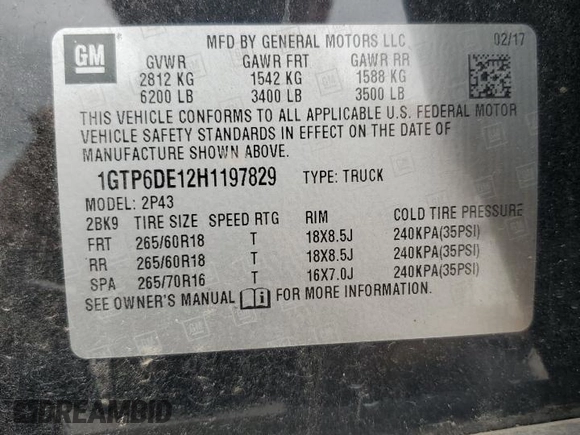 GM
MFD BY GENERAL MOTORS LLC 02/17
GVWR GAWR FRT GAWR RR
2812 KG 1542 KG 1588 KG
6200 LB 3400 LB 3500 LB
THIS VEHICLE CONFORMS TO ALL APPLICABLE U.S. FEDERAL MOTOR
VEHICLE SAFETY STANDARDS IN EFFECT ON THE DATE OF
MANUFACTURE SHOWN ABOVE.
1GTP6DE12H1197829 TYPE: TRUCK
MODEL: 2P43
2BK9 TIRE SIZE SPEED RTG RIM COLD TIRE PRESSURE
FRT 265/60R18 T 18X8.5J 240KPA(35PSI)
RR 265/60R18 T 18X8.5J 240KPA(35PSI)
SPA 265/70R16 T 16X7.0J 240KPA(35PSI)
SEE OWNER'S MANUAL FOR MORE INFORMATION.
DREAMBID